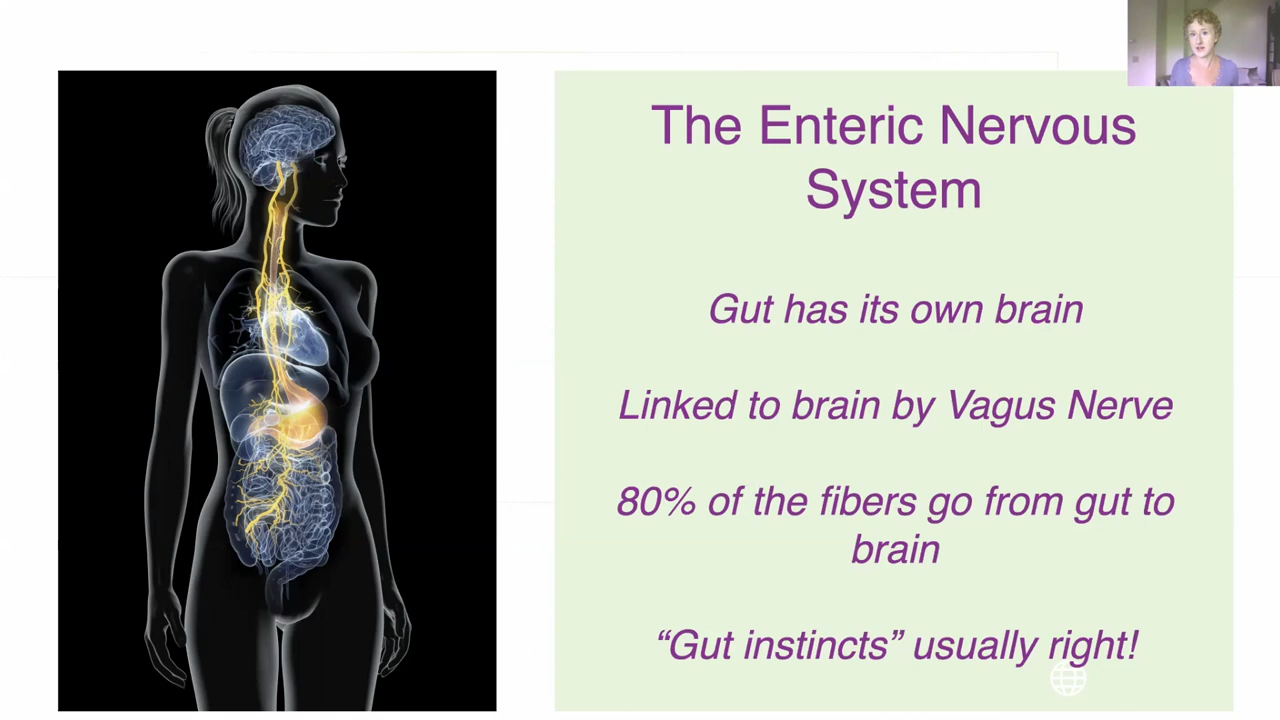 The Enteric Nervous
System
Gut has its own brain
Linked to brain by Vagus Nerve
80% of the fibers go from gut to
brain
“Gut instincts” usually right!